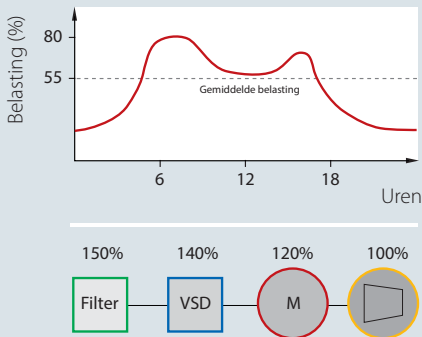 Belasting (%)
80
55
Gemiddelde belasting
6 12 18
Uren
150% 140% 120% 100%
Filter VSD M